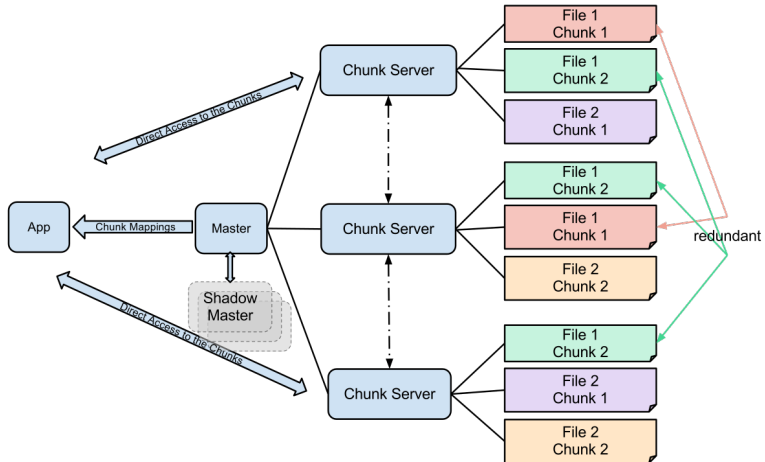 File 1
Chunk 1
Chunk Server
File 1
Chunk 2
Direct Access to the Chunks
File 2
Chunk 1
File 1
Chunk 2
App
Chunk Mappings
Master
Chunk Server
File 1
Chunk 1
redundant
File 2
Chunk 2
Shadow
Master
Direct Access to the Chunks
File 1
Chunk 2
Chunk Server
File 2
Chunk 1
File 2
Chunk 2